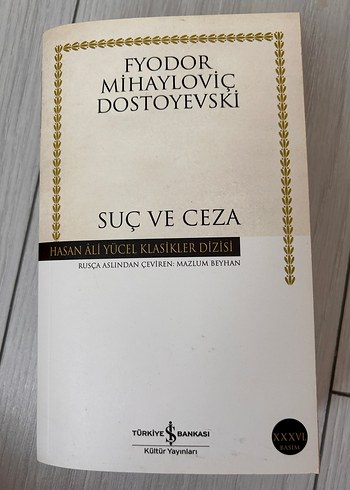 FYODOR
MİHAYLOVİÇ
DOSTOYEVSKİ
SUÇ VE CEZA
HASAN ÂLİ YÜCEL KLASİKLER DİZİSİ
RUSÇA ASLINDAN ÇEVİREN: MAZLUM BEYHAN
TÜRKİYE İŞ BANKASI
Kültür Yayınları
XXXVI.
BASIM